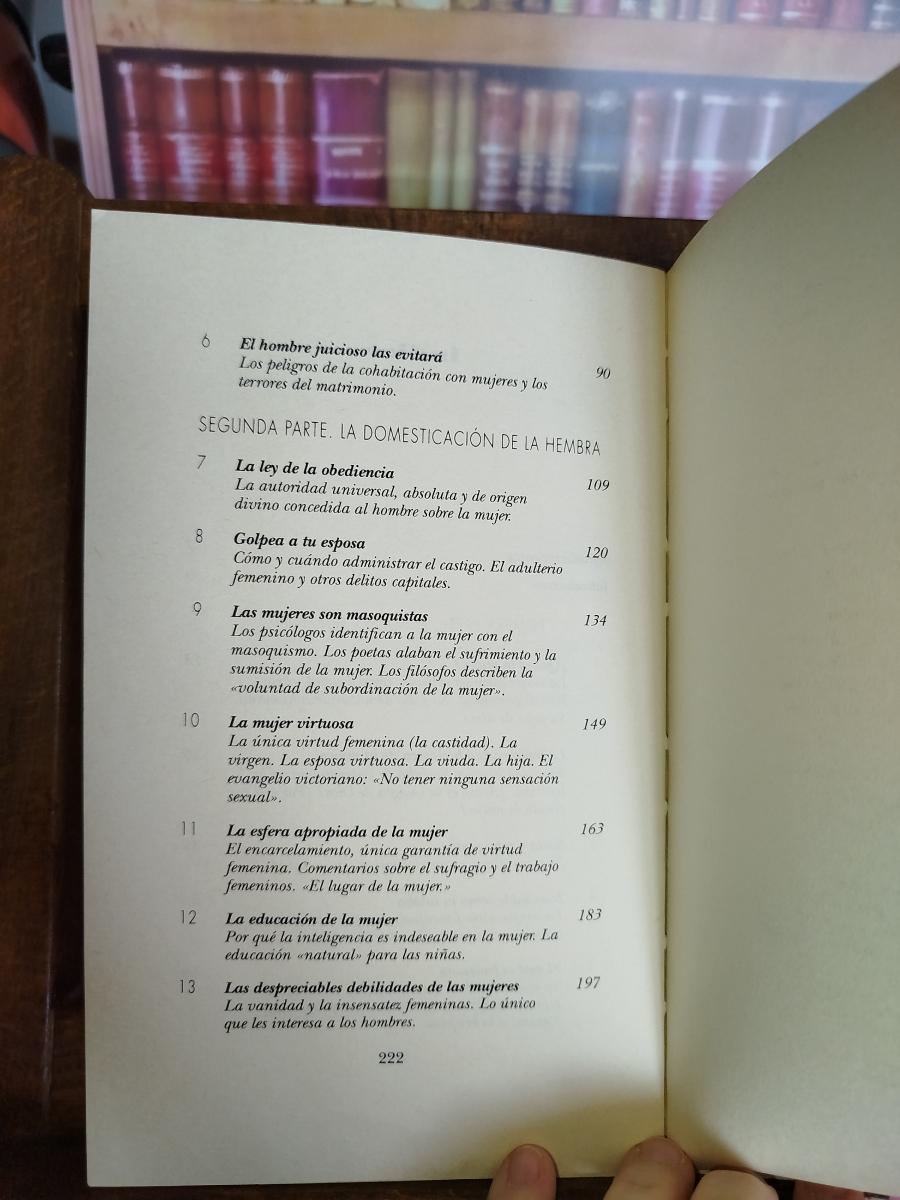 6 El hombre juicioso las evitará
Los peligros de la cohabitación con mujeres y los 90
terrores del matrimonio.
SEGUNDA PARTE. LA DOMESTICACIÓN DE LA HEMBRA
7 La ley de la obediencia
La autoridad universal, absoluta y de origen 109
divino concedida al hombre sobre la mujer.
8 Golpea a tu esposa
Cómo y cuándo administrar el castigo. El adulterio 120
femenino y otros delitos capitales.
9 Las mujeres son masoquistas 134
Los psicólogos identifican a la mujer con el
masoquismo. Los poetas alaban el sufrimiento y la
sumisión de la mujer. Los filósofos describen la
«voluntad de subordinación de la mujer».
10 La mujer virtuosa 149
La única virtud femenina (la castidad). La
virgen. La esposa virtuosa. La viuda. La hija. El
evangelio victoriano: «No tener ninguna sensación
sexual».
11 La esfera apropiada de la mujer 163
El encarcelamiento, única garantía de virtud
femenina. Comentarios sobre el sufragio y el trabajo
femeninos. «El lugar de la mujer.»
12 La educación de la mujer 183
Por qué la inteligencia es indeseable en la mujer. La
educación «natural» para las niñas.
13 Las despreciables debilidades de las mujeres 197
La vanidad y la insensatez femeninas. Lo único
que les interesa a los hombres.
222